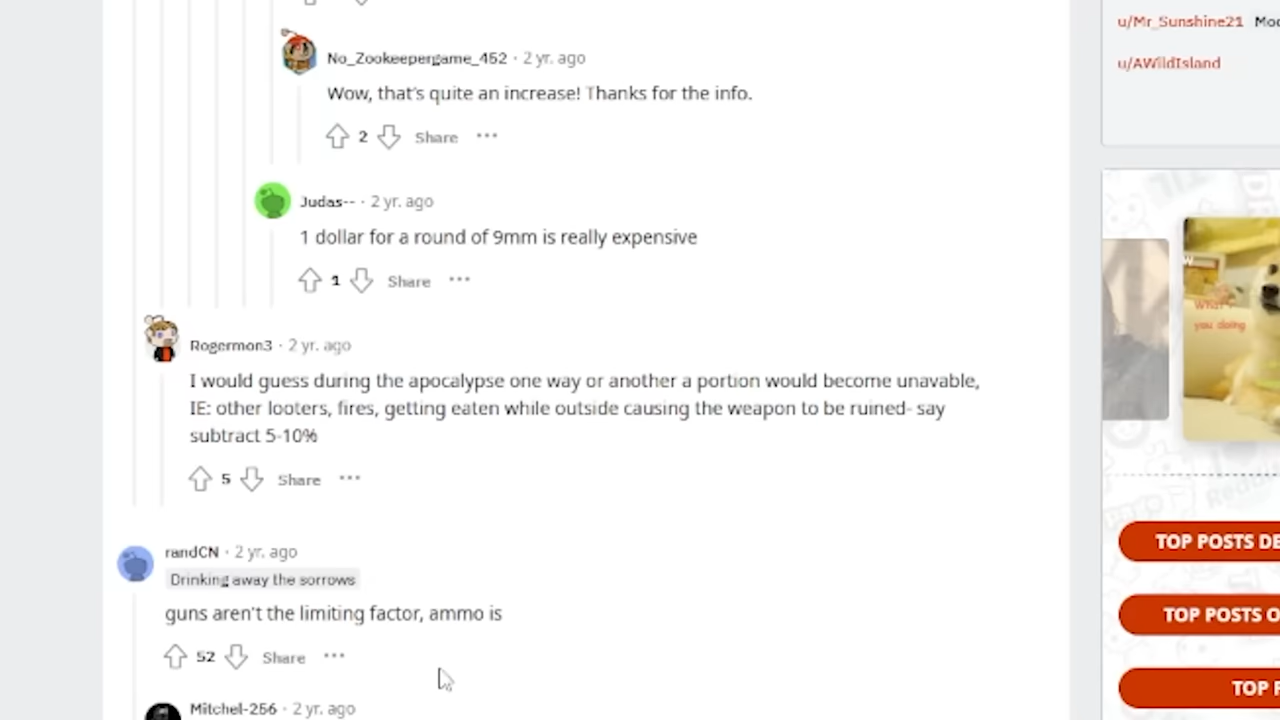 u/Mr_Sunshine21 Mod
u/AWildIsland
No_Zookeepergame_452 · 2 yr. ago
Wow, that's quite an increase! Thanks for the info.
2 Share ···
Judas-- · 2 yr. ago
1 dollar for a round of 9mm is really expensive
1 Share ···
Rogermon3 · 2 yr. ago
I would guess during the apocalypse one way or another a portion would become unavable,
IE: other looters, fires, getting eaten while outside causing the weapon to be ruined- say
subtract 5-10%
5 Share ···
randCN · 2 yr. ago
Drinking away the sorrows
guns aren't the limiting factor, ammo is
52 Share ···
Mitchel-256 · 2 yr. ago
you doing
TOP POSTS DE
TOP POSTS O
TOP